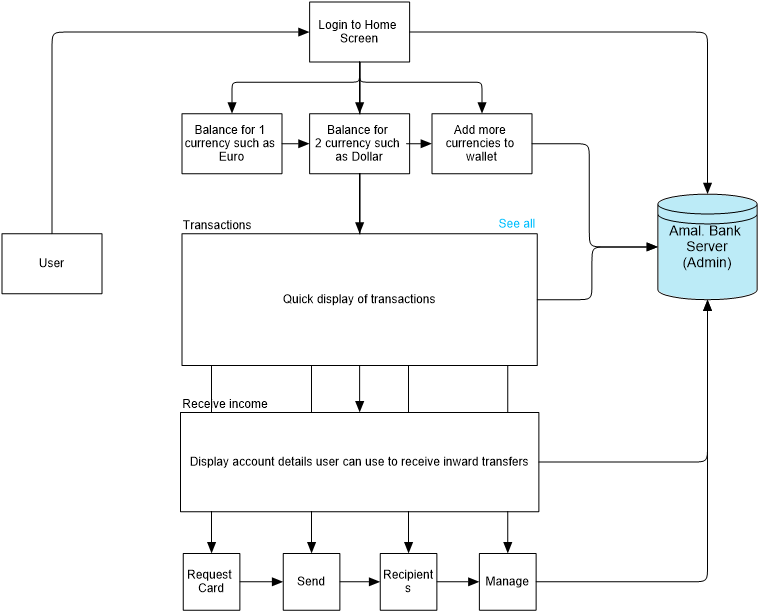 Login to Home
Screen
Balance for 1
currency such as
Euro
Balance for
2 currency such
as Dollar
Add more
currencies to
wallet
Amal. Bank
Server
(Admin)
User
Transactions
See all
Quick display of transactions
Receive income
Display account details user can use to receive inward transfers
Request
Card
Send
Recipient
s
Manage